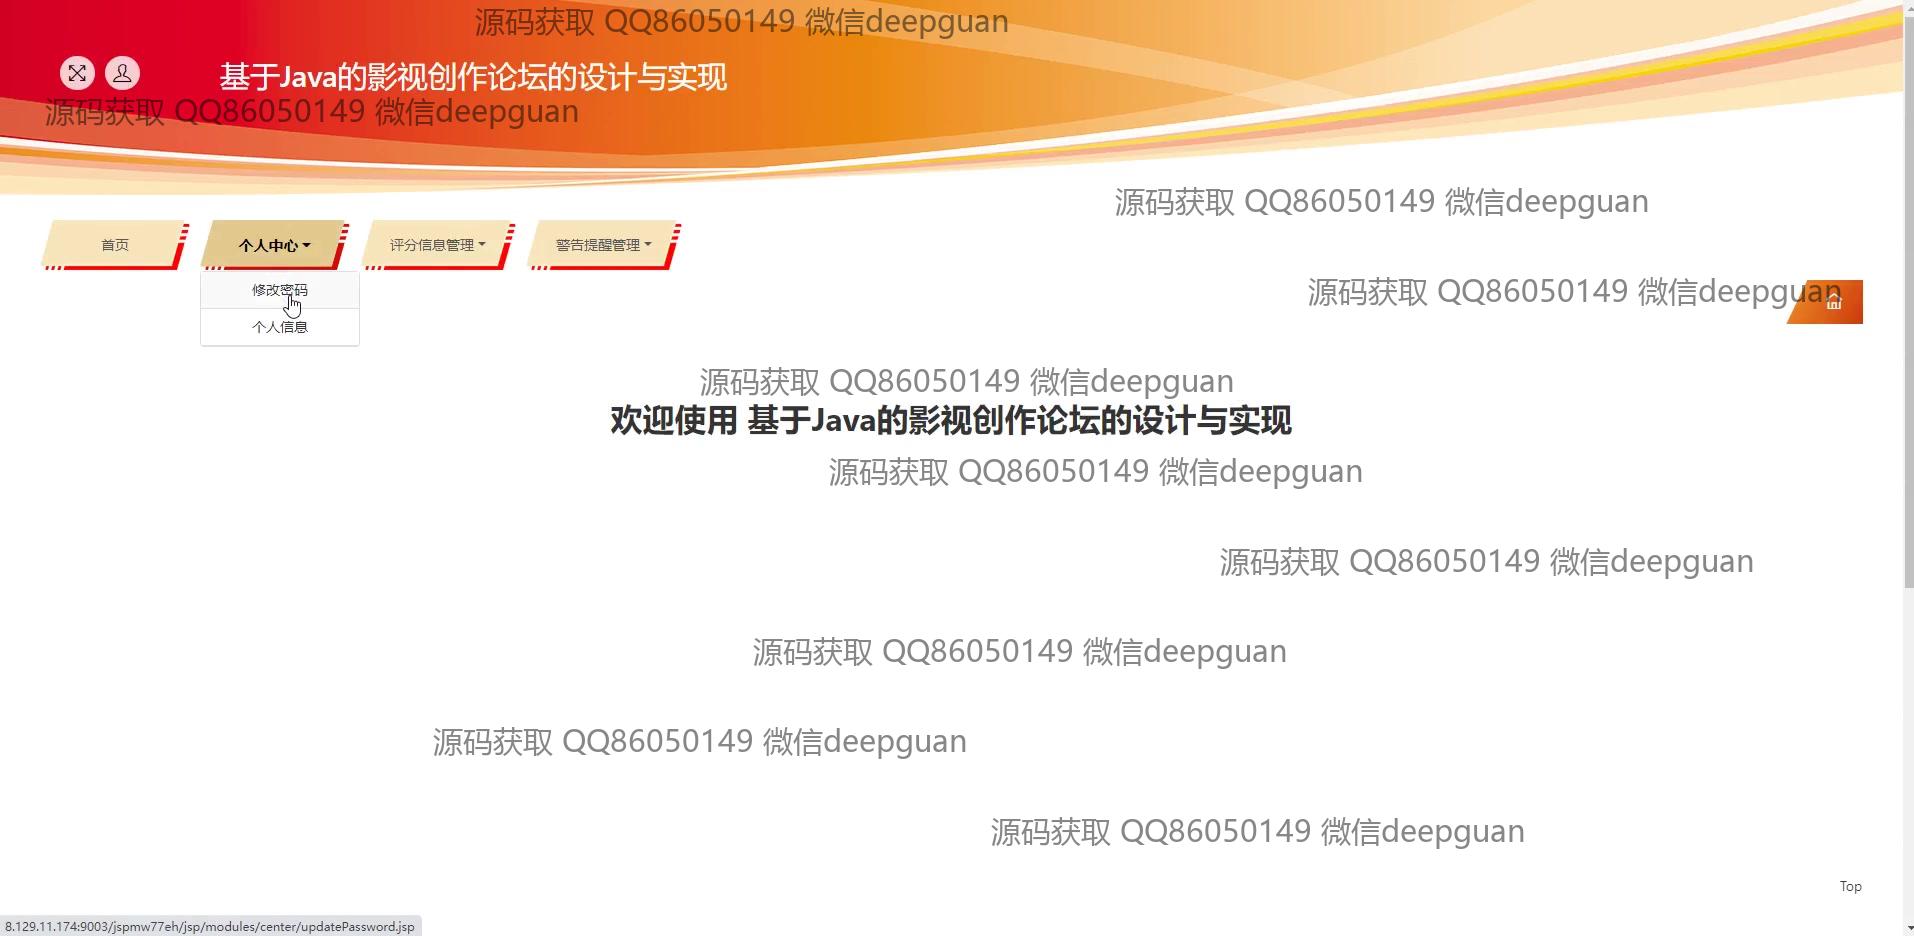 源码获取 QQ86050149 微信deepguan
基于Java的影视创作论坛的设计与实现
源码获取 QQ86050149 微信deepguan
源码获取 QQ86050149 微信deepguan
首页
个人中心
评分信息管理
警告提醒管理
修改密码
源码获取 QQ86050149 微信deepguan
个人信息
源码获取 QQ86050149 微信deepguan
欢迎使用 基于Java的影视创作论坛的设计与实现
源码获取 QQ86050149 微信deepguan
源码获取 QQ86050149 微信deepguan
源码获取 QQ86050149 微信deepguan
源码获取 QQ86050149 微信deepguan
源码获取 QQ86050149 微信deepguan
Top
8.129.11.174:9003/jspmw77eh/jsp/modules/center/updatePassword.jsp